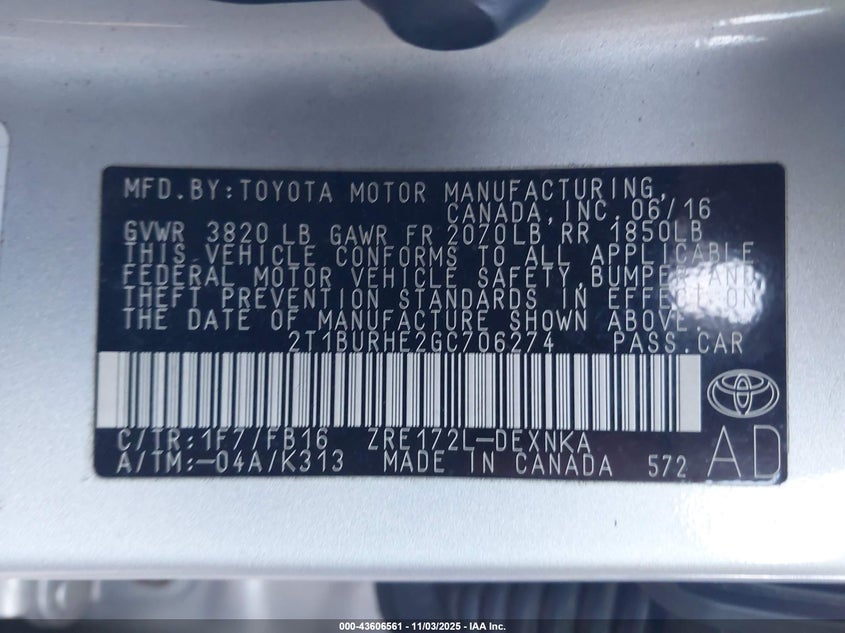 MFD.BY:TOYOTA MOTOR MANUFACTURING,
CANADA,INC.06/16
GVWR 3820 LB GAWR FR 2070LB RR 1850LB
THIS VEHICLE CONFORMS TO ALL APPLICABLE
FEDERAL MOTOR VEHICLE SAFETY,BUMPER,AND
THEFT PREVENTION STANDARDS IN EFFECT ON
THE DATE OF MANUFACTURE SHOWN ABOVE.
2T1BURHE2GC706274 PASS.CAR
C/TR:1F7/FB16 ZRE172L-DEXNKA
A/TM:-04A/K313 MADE IN CANADA 572 AD
000-43606561 - 11/03/2025 - IAA Inc.